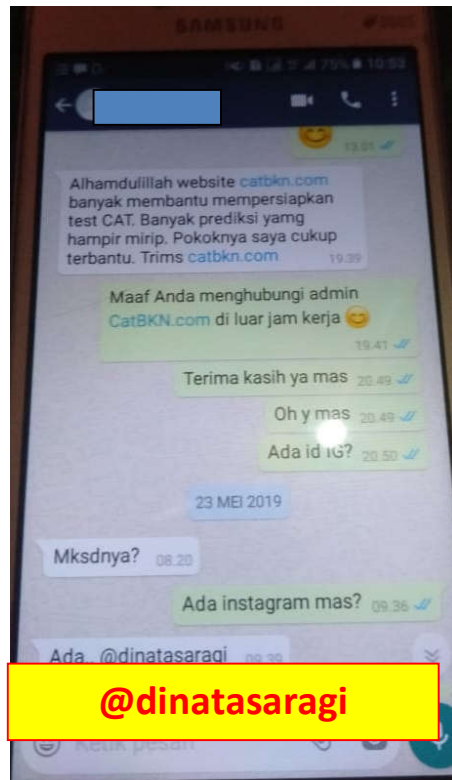 SAMSUNG
75% 10:53
13.01
Alhamdulillah website catbkn.com
banyak membantu mempersiapkan
test CAT. Banyak prediksi yamg
hampir mirip. Pokoknya saya cukup
terbantu. Trims catbkn.com 19.39
Maaf Anda menghubungi admin
CatBKN.com di luar jam kerja
19.41
Terima kasih ya mas 20.49
Oh y mas 20.49
Ada id IG? 20.50
23 MEI 2019
Mksdnya? 08.20
Ada instagram mas? 09.36
Ada.. @dinatasaragi 09.39
@dinatasaragi
Ketik pesan